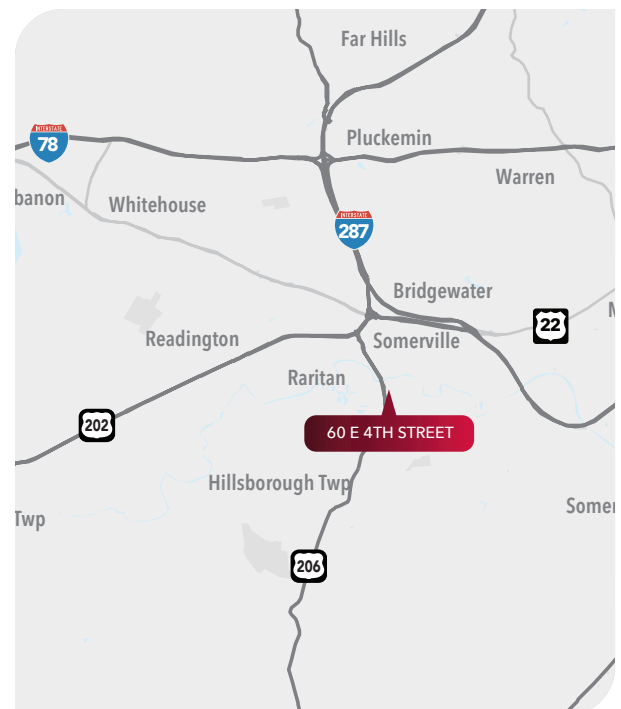 Far Hills
INTERSTATE
78
Pluckemin
Warren
banon
Whitehouse
INTERSTATE
287
Bridgewater
22
Readington
Somerville
Raritan
202
60 E 4TH STREET
Hillsborough Twp
Somer
Twp
206